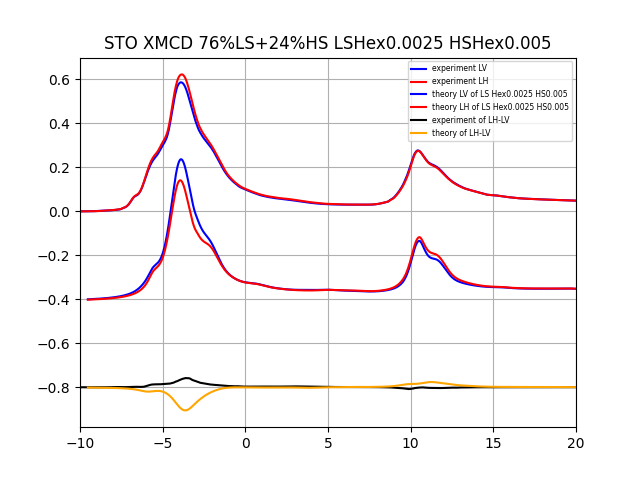 STO XMCD 76%LS+24%HS LSHex0.0025 HSHex0.005
experiment LV
experiment LH
theory LV of LS Hex0.0025 HS0.005
theory LH of LS Hex0.0025 HS0.005
experiment of LH-LV
theory of LH-LV
0.6
0.4
0.2
0.0
−0.2
−0.4
−0.6
−0.8
−10
−5
0
5
10
15
20